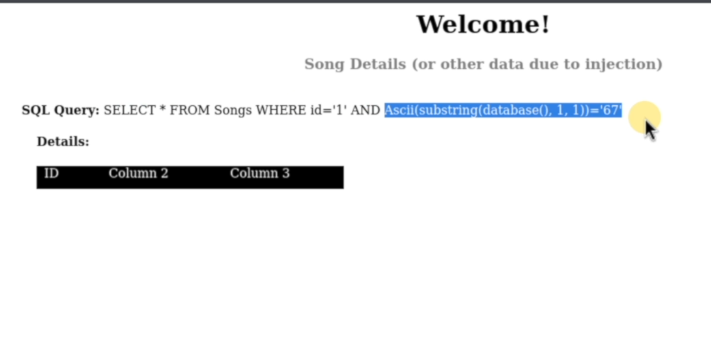 Welcome!
Song Details (or other data due to injection)
SQL Query: SELECT * FROM Songs WHERE id='1' AND Ascii(substring(database(), 1, 1))='67'
Details:
ID Column 2 Column 3